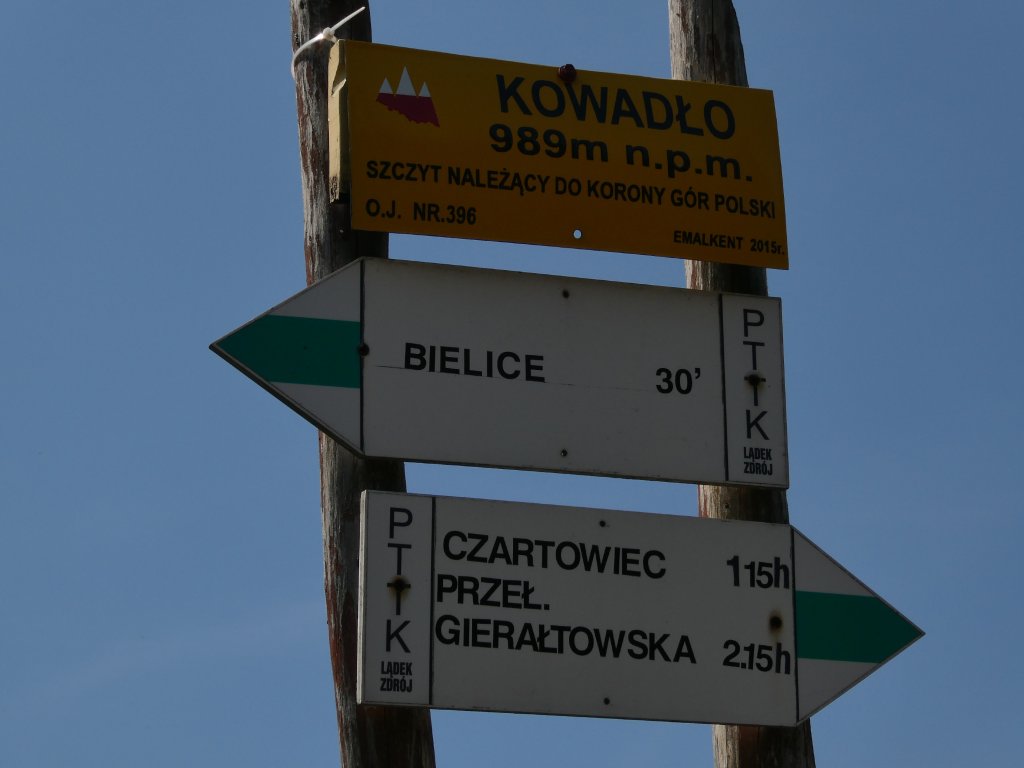 KOWADŁO
989m n.p.m.
SZCZYT NALEŻĄCY DO KORONY GÓR POLSKI
O.J. NR.396
EMALKENT 2015r.
BIELICE 30'
PTTK
LĄDEK
ZDRÓJ
PTTK
LĄDEK
ZDRÓJ
CZARTOWIEC 1.15h
PRZEŁ.
GIERAŁTOWSKA 2.15h